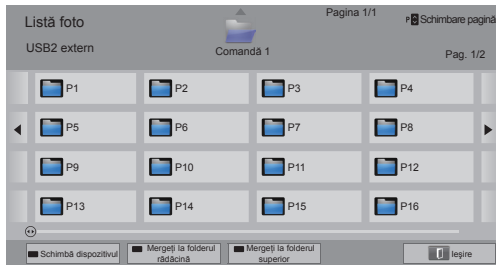 Listă foto
Pagina 1/1
P Schimbare pagină
USB2 extern
Comandă 1
Pag. 1/2
P1 P2 P3 P4
P5 P6 P7 P8
P9 P10 P11 P12
P13 P14 P15 P16
Schimbă dispozitivul
Mergeți la folderul
rădăcină
Mergeți la folderul
superior
Ieşire